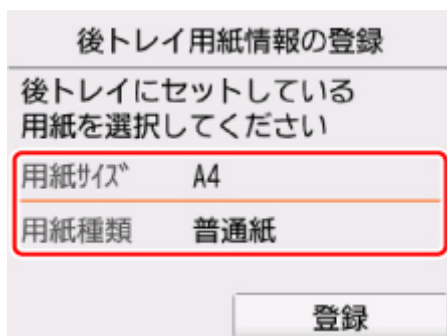 後トレイ用紙情報の登録
後トレイにセットしている
用紙を選択してください
用紙ｻｲｽﾞ A4
用紙種類 普通紙
登録